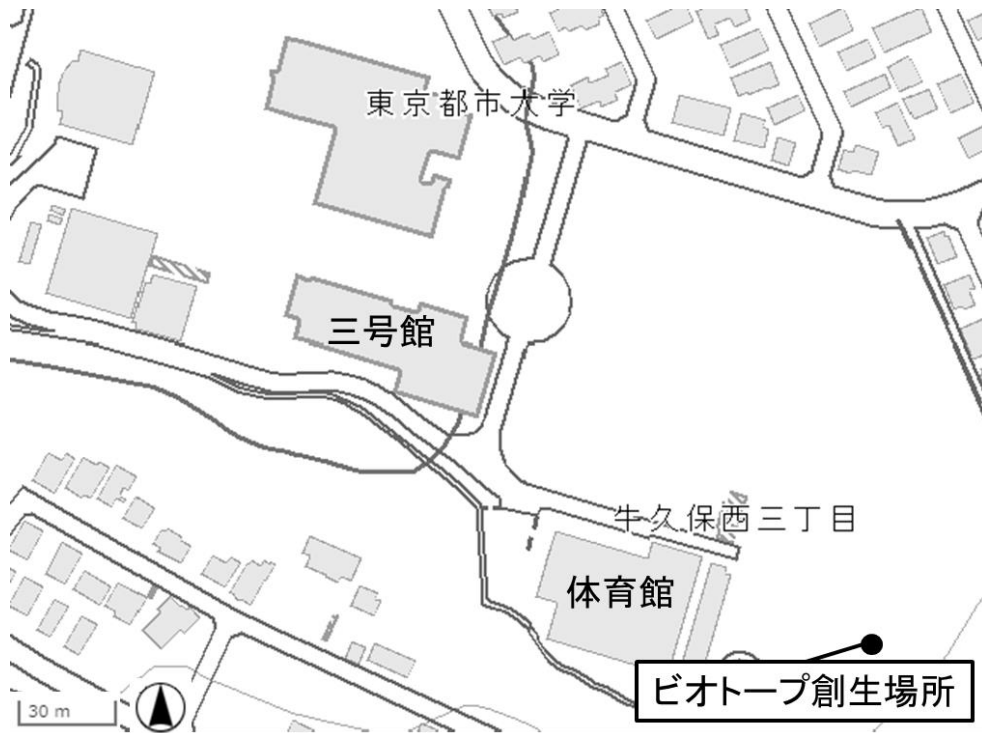 東京都市大学
三号館
牛久保西三丁目
体育館
ビオトープ創生場所
30 m